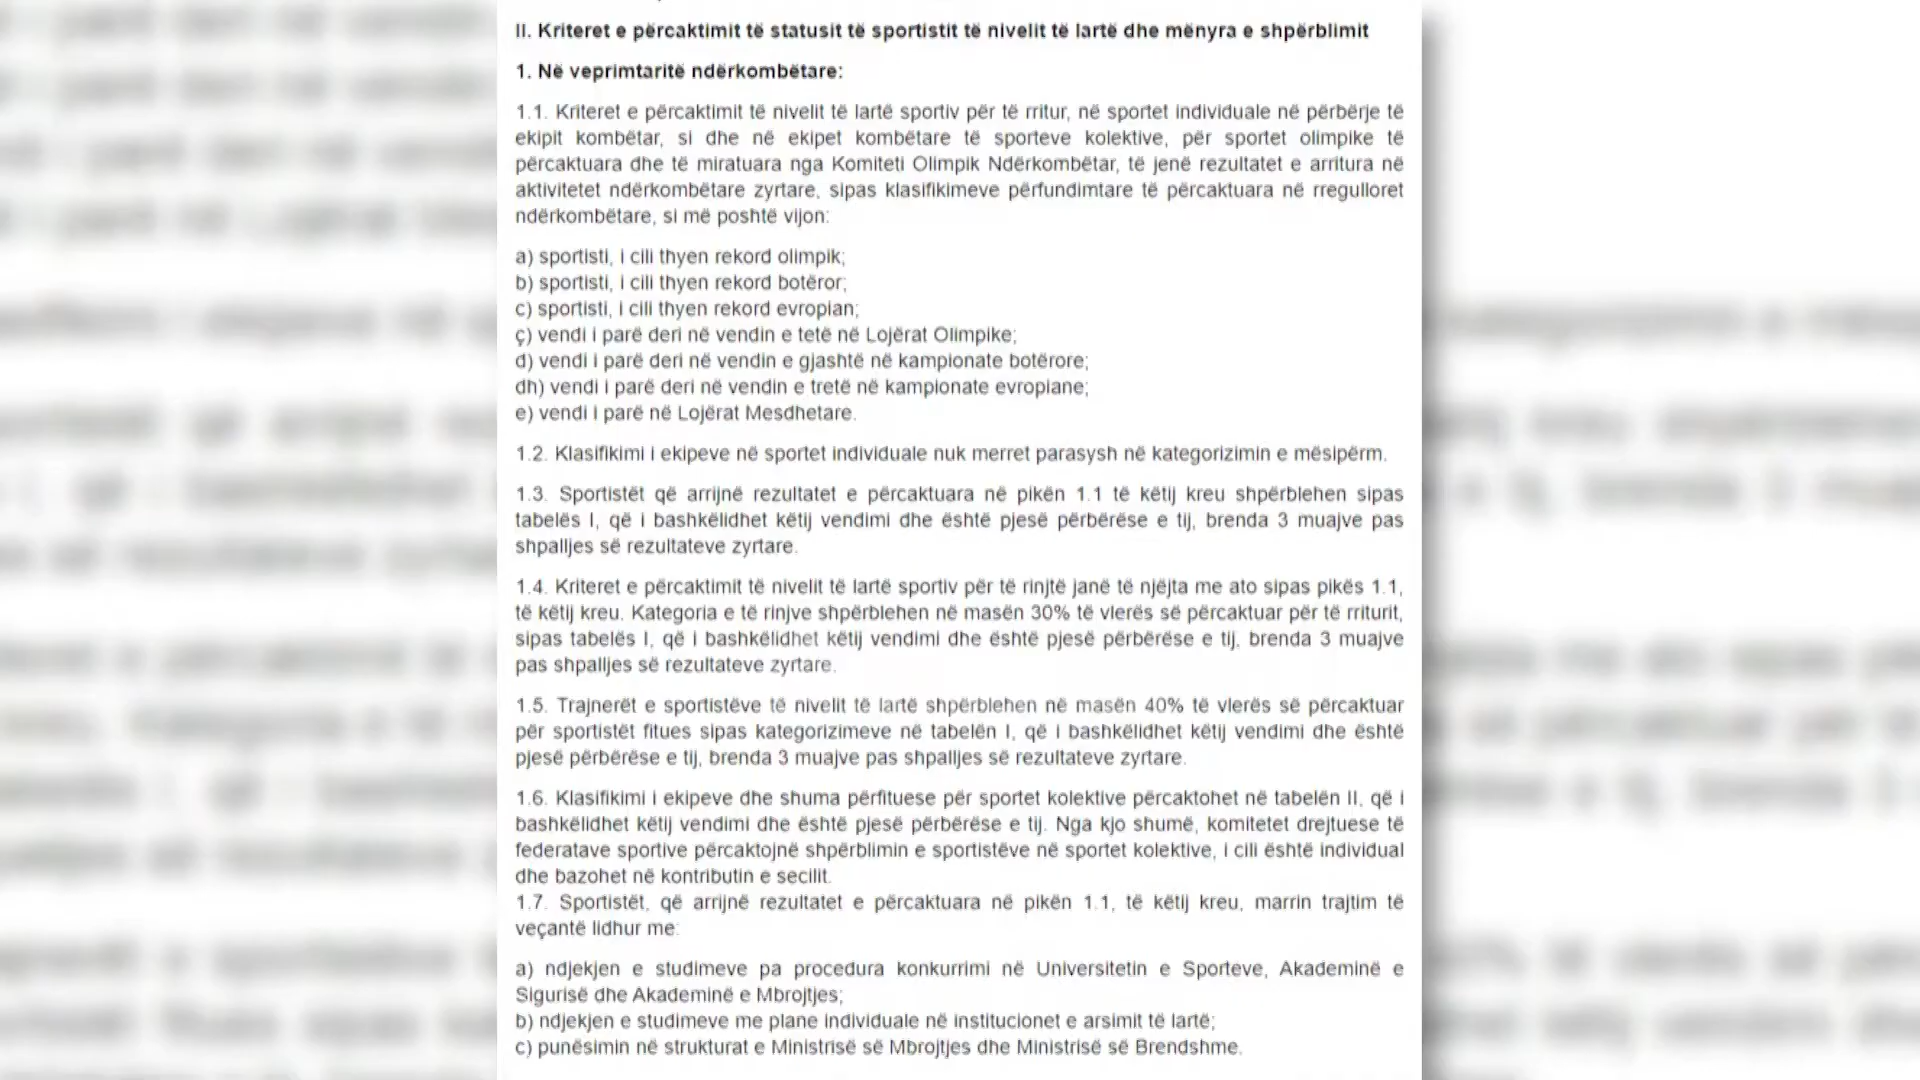 II. Kriteret e përcaktimit të statusit të sportistit të nivelit të lartë dhe mënyra e shpërblimit
1. Në veprimtaritë ndërkombëtare:
1.1. Kriteret e përcaktimit të nivelit të lartë sportiv për të rritur, në sportet individuale në përbërje të
ekipit kombëtar, si dhe në ekipet kombëtare të sporteve kolektive, për sportet olimpike të
përcaktuara dhe të miratuara nga Komiteti Olimpik Ndërkombëtar, të jenë rezultatet e arritura në
aktivitetet ndërkombëtare zyrtare, sipas klasifikimeve përfundimtare të përcaktuara në rregulloret
ndërkombëtare, si më poshtë vijon:
a) sportisti, i cili thyen rekord olimpik;
b) sportisti, i cili thyen rekord botëror;
c) sportisti, i cili thyen rekord evropian;
ç) vendi i parë deri në vendin e tetë në Lojërat Olimpike;
d) vendi i parë deri në vendin e gjashtë në kampionate botërore;
dh) vendi i parë deri në vendin e tretë në kampionate evropiane;
e) vendi i parë në Lojërat Mesdhetare.
1.2. Klasifikimi i ekipeve në sportet individuale nuk merret parasysh në kategorizimin e mësipërm.
1.3. Sportistët që arrijnë rezultatet e përcaktuara në pikën 1.1 të këtij kreu shpërblehen sipas
tabelës I, që i bashkëlidhet këtij vendimi dhe është pjesë përbërëse e tij, brenda 3 muajve pas
shpalljes së rezultateve zyrtare.
1.4. Kriteret e përcaktimit të nivelit të lartë sportiv për të rinjtë janë të njëjta me ato sipas pikës 1.1,
të këtij kreu. Kategoria e të rinjve shpërblehen në masën 30% të vlerës së përcaktuar për të rriturit,
sipas tabelës I, që i bashkëlidhet këtij vendimi dhe është pjesë përbërëse e tij, brenda 3 muajve
pas shpalljes së rezultateve zyrtare.
1.5. Trajnerët e sportistëve të nivelit të lartë shpërblehen në masën 40% të vlerës së përcaktuar
për sportistët fitues sipas kategorizimeve në tabelën I, që i bashkëlidhet këtij vendimi dhe është
pjesë përbërëse e tij, brenda 3 muajve pas shpalljes së rezultateve zyrtare.
1.6. Klasifikimi i ekipeve dhe shuma përfituese për sportet kolektive përcaktohet në tabelën II, që i
bashkëlidhet këtij vendimi dhe është pjesë përbërëse e tij. Nga kjo shumë, komitetet drejtuese të
federatave sportive përcaktojnë shpërblimin e sportistëve në sportet kolektive, i cili është individual
dhe bazohet në kontributin e secilit.
1.7. Sportistët, që arrijnë rezultatet e përcaktuara në pikën 1.1, të këtij kreu, marrin trajtim të
veçantë lidhur me:
a) ndjekjen e studimeve pa procedura konkurrimi në Universitetin e Sporteve, Akademinë e
Sigurisë dhe Akademinë e Mbrojtjes;
b) ndjekjen e studimeve me plane individuale në institucionet e arsimit të lartë;
c) punësimin në strukturat e Ministrisë së Mbrojtjes dhe Ministrisë së Brendshme.